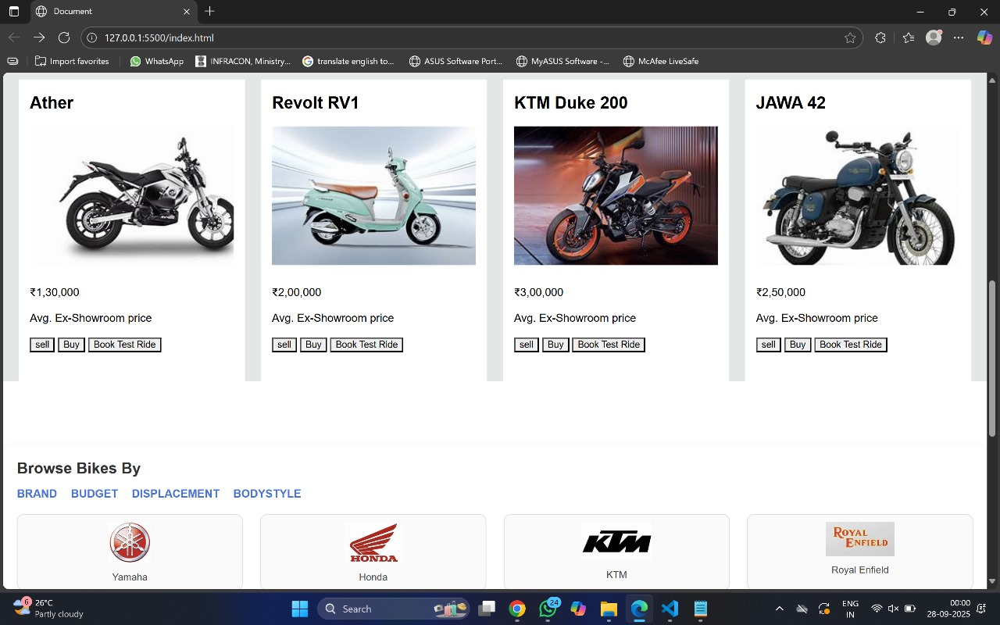 Document
127.0.0.1:5500/index.html
Import favorites
WhatsApp
INFRACON, Ministry...
translate english to...
ASUS Software Port...
MyASUS Software -...
McAfee LiveSafe
Ather
Revolt RV1
KTM Duke 200
JAWA 42
₹1,30,000
₹2,00,000
₹3,00,000
₹2,50,000
Avg. Ex-Showroom price
Avg. Ex-Showroom price
Avg. Ex-Showroom price
Avg. Ex-Showroom price
sell Buy Book Test Ride
sell Buy Book Test Ride
sell Buy Book Test Ride
sell Buy Book Test Ride
Browse Bikes By
BRAND BUDGET DISPLACEMENT BODYSTYLE
HONDA
KTM
ROYAL
ENFIELD
Yamaha
Honda
KTM
Royal Enfield
6
26°C
Partly cloudy
Search
24
ENG
IN
00:00
28-09-2025